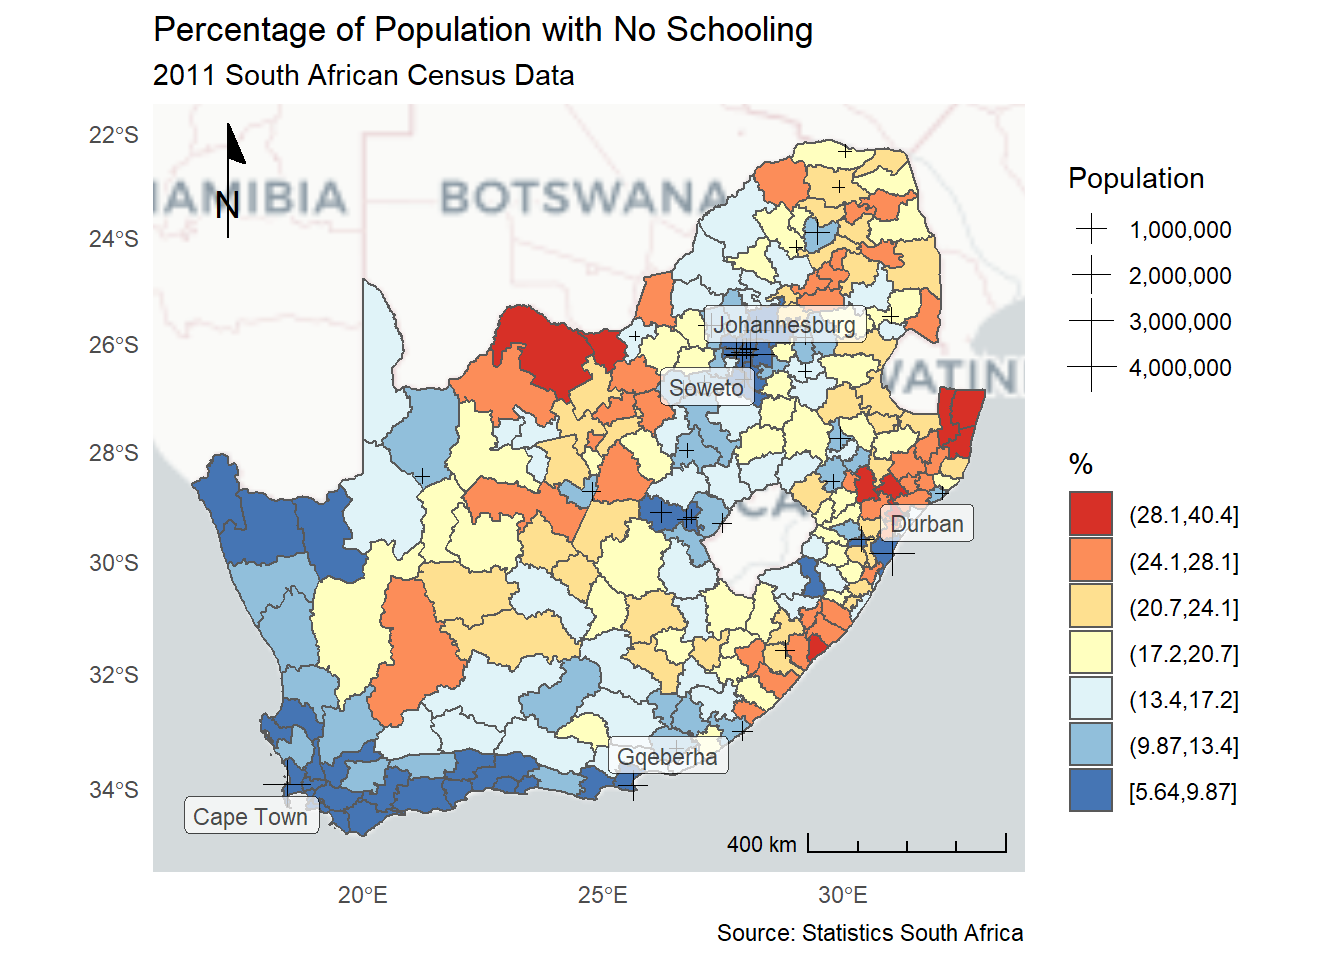 Percentage of Population with No Schooling
2011 South African Census Data
22°S
24°S
26°S
28°S
30°S
32°S
34°S
20°E
25°E
30°E
N
AMIBIA
BOTSWANA
WATINI
CA
Johannesburg
Soweto
Durban
Gqeberha
Cape Town
400 km
Population
1,000,000
2,000,000
3,000,000
4,000,000
%
(28.1,40.4]
(24.1,28.1]
(20.7,24.1]
(17.2,20.7]
(13.4,17.2]
(9.87,13.4]
[5.64,9.87]
Source: Statistics South Africa